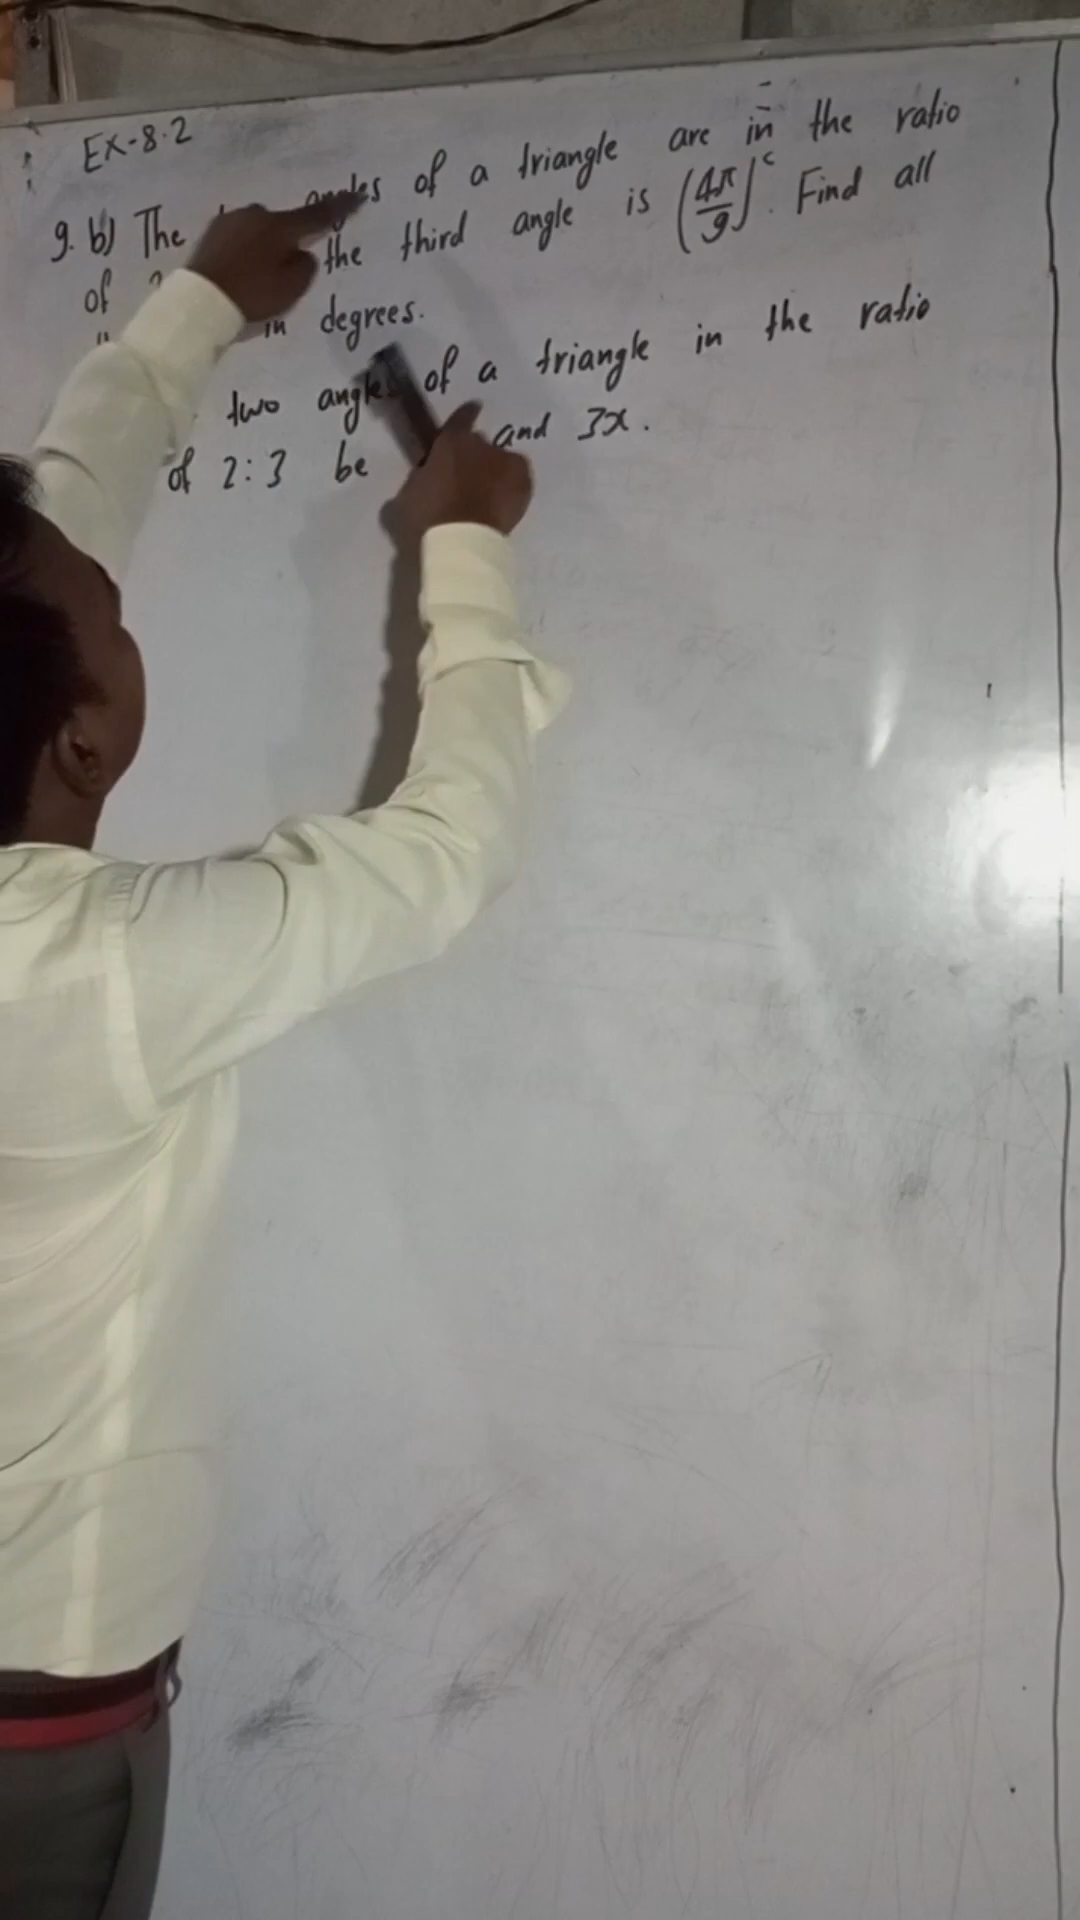 Ex-8.2
9. b) The angles of a triangle are in the ratio
of the third angle is (4π/9)ᶜ. Find all
in degrees.
two angles of a triangle in the ratio
of 2:3 be and 3x.